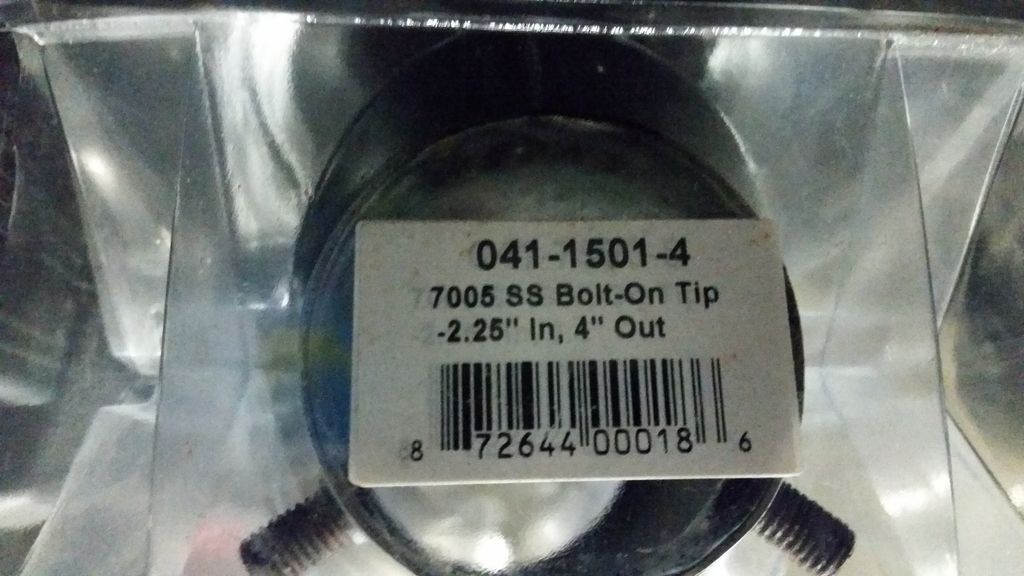 041-1501-4
7005 SS Bolt-On Tip
-2.25" In, 4" Out
8 72644 00018 6